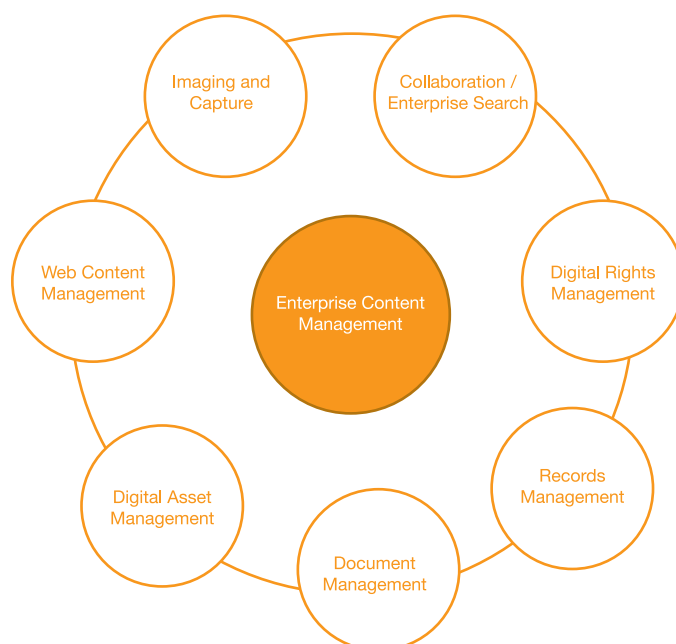 Imaging and
Capture
Collaboration /
Enterprise Search
Web Content
Management
Enterprise Content
Management
Digital Rights
Management
Digital Asset
Management
Records
Management
Document
Management